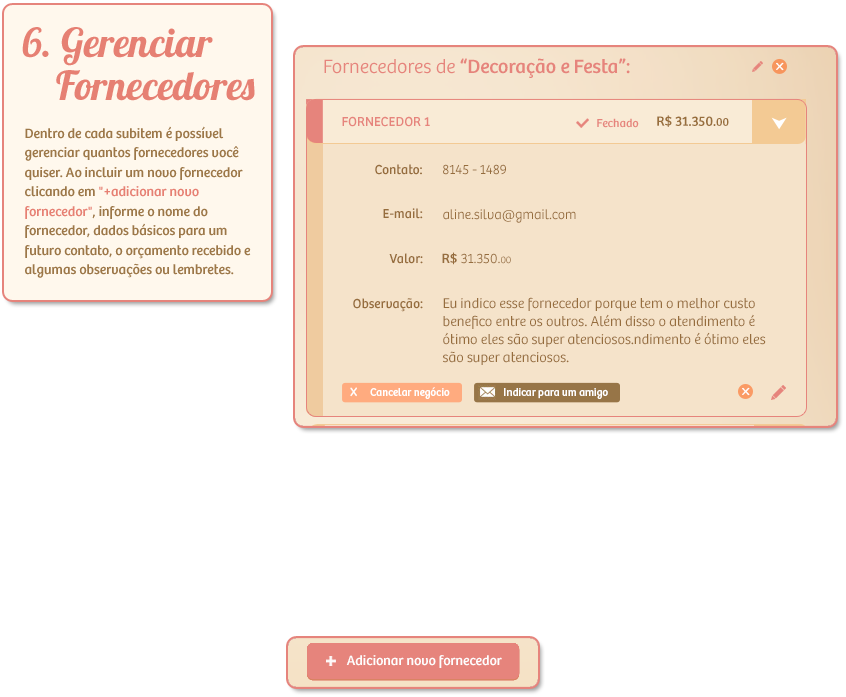 6. Gerenciar
Fornecedores
Dentro de cada subitem é possível
gerenciar quantos fornecedores você
quiser. Ao incluir um novo fornecedor
clicando em "+adicionar novo
fornecedor", informe o nome do
fornecedor, dados básicos para um
futuro contato, o orçamento recebido e
algumas observações ou lembretes.
Fornecedores de “Decoração e Festa”:
FORNECEDOR 1 Fechado R$ 31.350.00
Contato: 8145 - 1489
E-mail: aline.silva@gmail.com
Valor: R$ 31.350.00
Observação: Eu indico esse fornecedor porque tem o melhor custo
benefico entre os outros. Além disso o atendimento é
ótimo eles são super atenciosos.ndimento é ótimo eles
são super atenciosos.
X Cancelar negócio Indicar para um amigo
+ Adicionar novo fornecedor